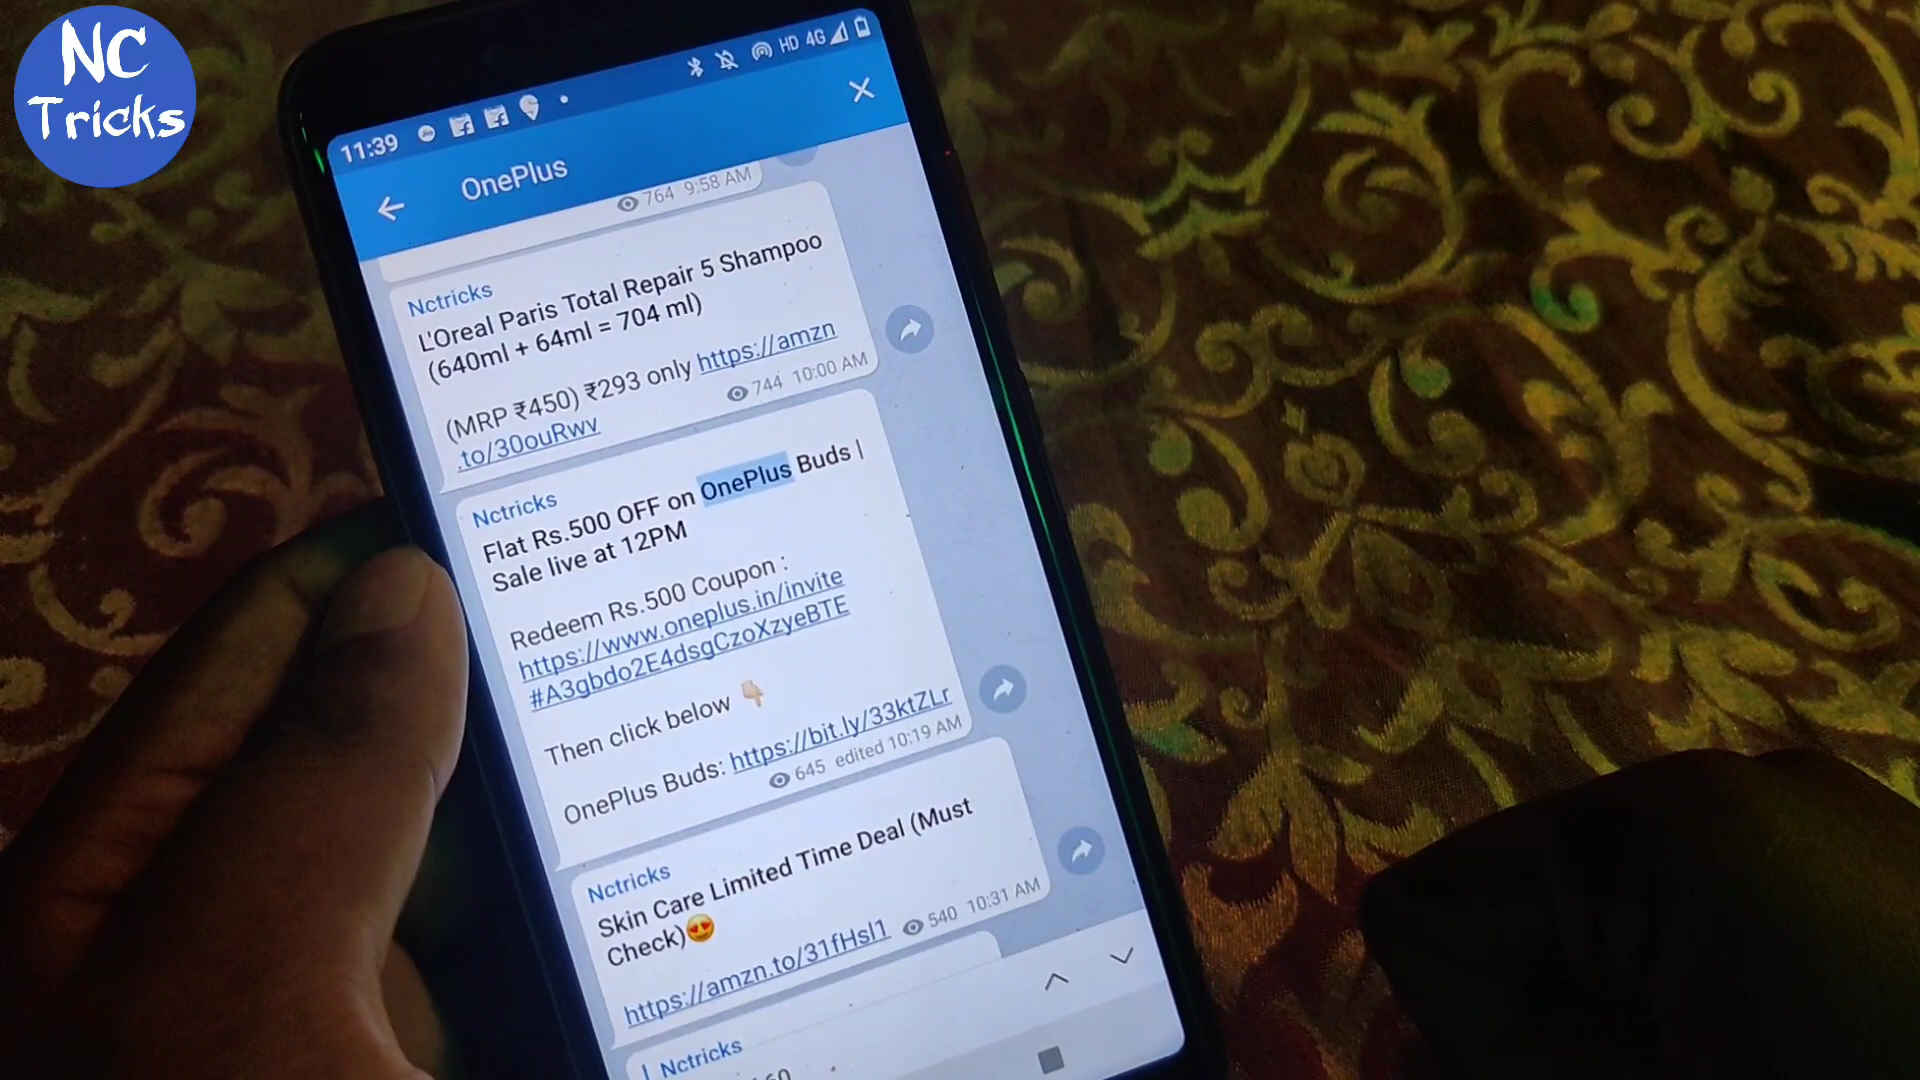 NC
Tricks
11:39
HD 4G
OnePlus
764 9:58 AM
Nctricks
L'Oreal Paris Total Repair 5 Shampoo
(640ml + 64ml = 704 ml)
(MRP ₹450) ₹293 only https://amzn
.to/30ouRwv
744 10:00 AM
Nctricks
Flat Rs.500 OFF on OnePlus Buds |
Sale live at 12PM
Redeem Rs.500 Coupon :
https://www.oneplus.in/invite
#A3gbdo2E4dsgCzoXzyeBTE
Then click below 👇🏻
OnePlus Buds: https://bit.ly/33ktZLr
645 edited 10:19 AM
Nctricks
Skin Care Limited Time Deal (Must
Check)😍
https://amzn.to/31fHsl1
540 10:31 AM
Nctricks